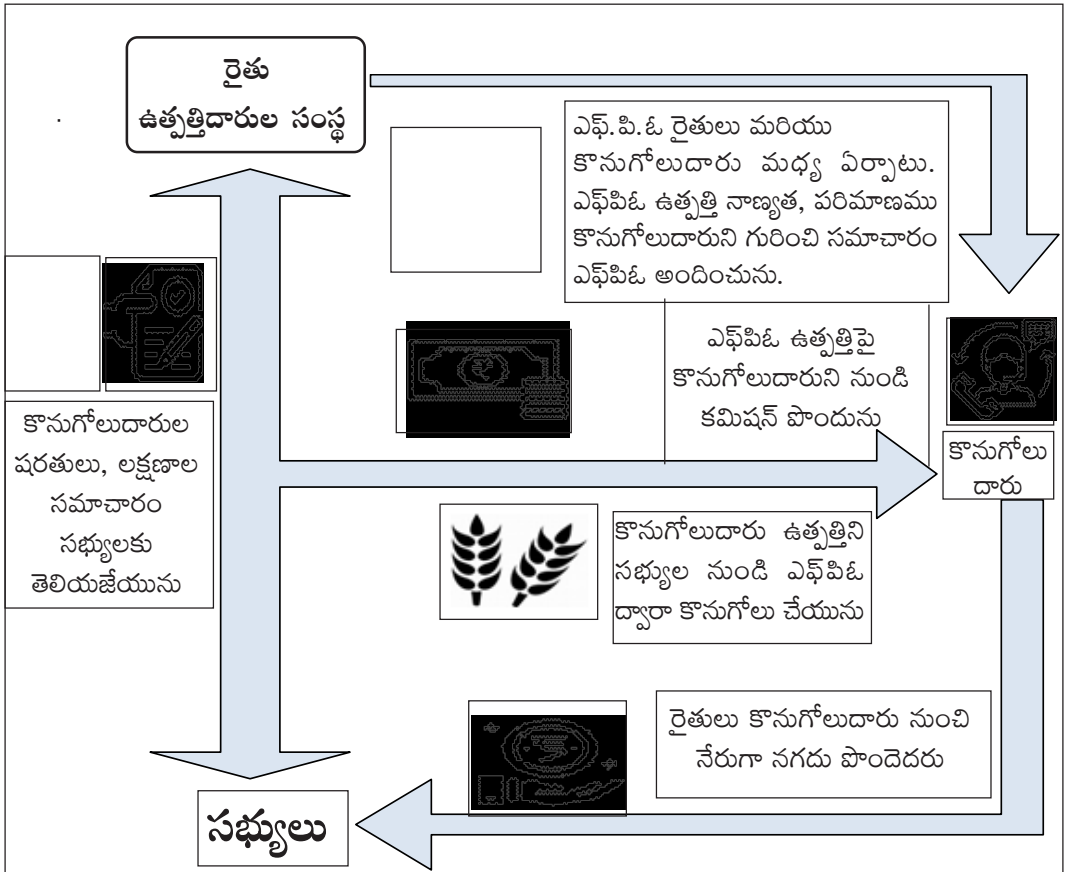 రైతు
ఉత్పత్తిదారుల సంస్థ
ఎఫ్.పి.ఓ రైతులు మరియు
కొనుగోలుదారు మధ్య ఏర్పాటు.
ఎఫ్‌పిఓ ఉత్పత్తి నాణ్యత, పరిమాణము
కొనుగోలుదారుని గురించి సమాచారం
ఎఫ్‌పిఓ అందించును.
ఎఫ్‌పిఓ ఉత్పత్తిపై
కొనుగోలుదారుని నుండి
కమిషన్ పొందును
కొనుగోలుదారుల
షరతులు, లక్షణాల
సమాచారం
సభ్యులకు
తెలియజేయును
కొనుగోలు
దారు
కొనుగోలుదారు ఉత్పత్తిని
సభ్యుల నుండి ఎఫ్‌పిఓ
ద్వారా కొనుగోలు చేయును
రైతులు కొనుగోలుదారు నుంచి
నేరుగా నగదు పొందెదరు
సభ్యులు